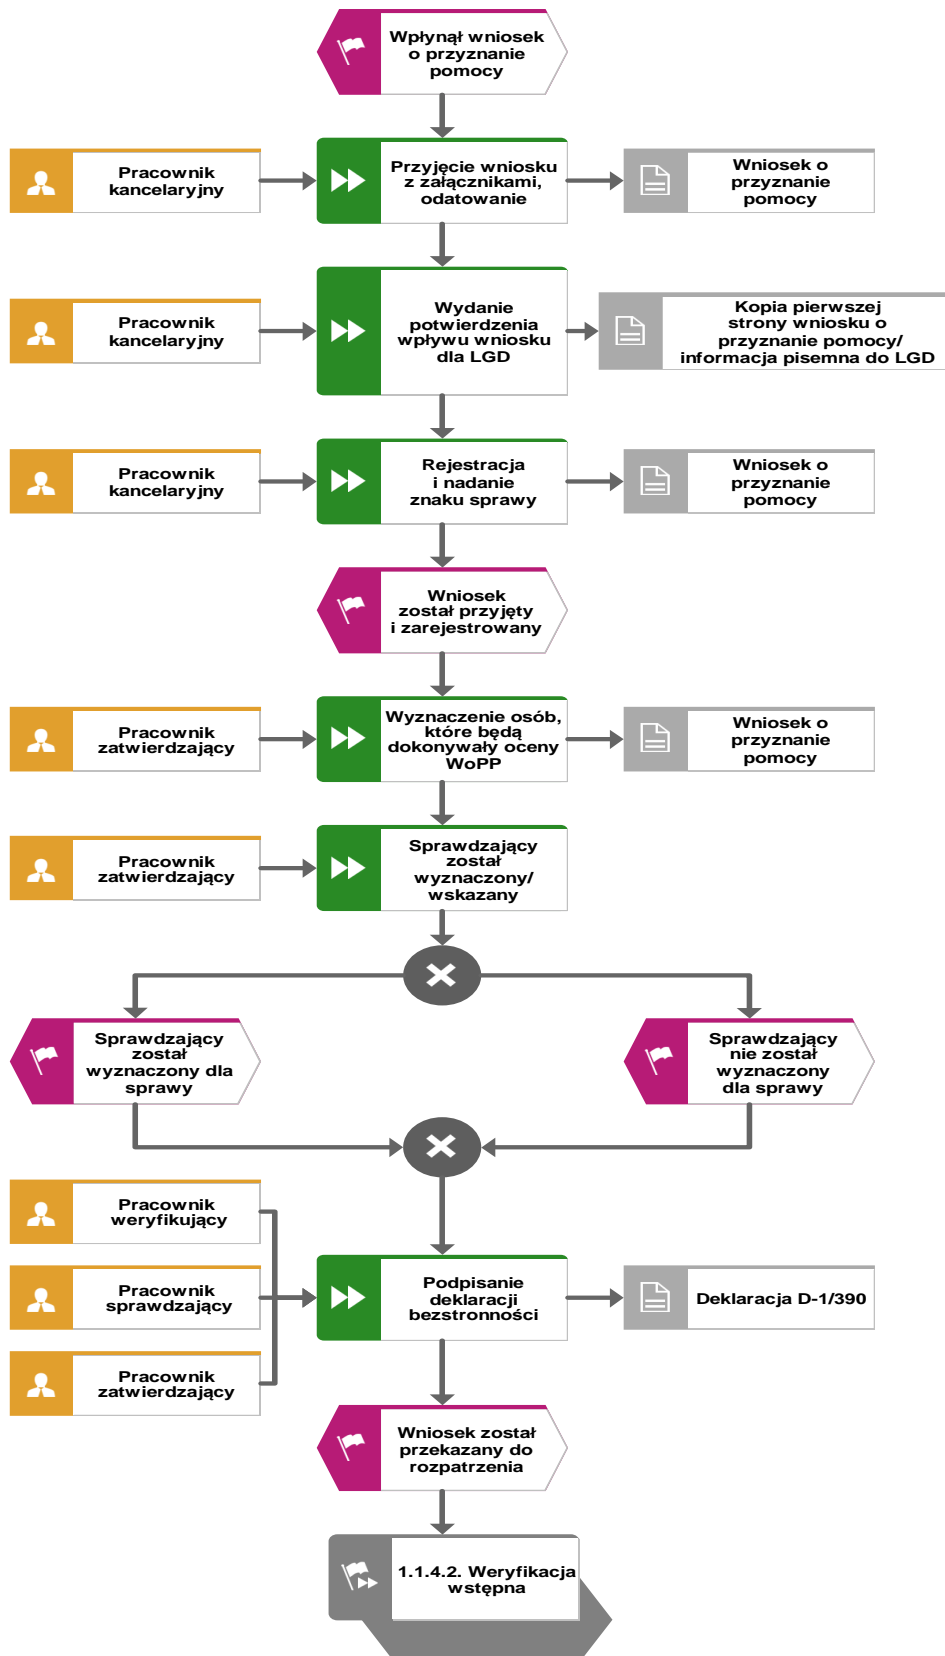 Wpłynął wniosek
o przyznanie
pomocy
Pracownik
kancelaryjny
Przyjęcie wniosku
z załącznikami,
odatowanie
Wniosek o
przyznanie
pomocy
Pracownik
kancelaryjny
Wydanie
potwierdzenia
wpływu wniosku
dla LGD
Kopia pierwszej
strony wniosku o
przyznanie pomocy/
informacja pisemna do LGD
Pracownik
kancelaryjny
Rejestracja
i nadanie
znaku sprawy
Wniosek o
przyznanie
pomocy
Wniosek
został przyjęty
i zarejestrowany
Pracownik
zatwierdzający
Wyznaczenie osób,
które będą
dokonywały oceny
WoPP
Wniosek o
przyznanie
pomocy
Pracownik
zatwierdzający
Sprawdzający
został
wyznaczony/
wskazany
Sprawdzający
został
wyznaczony dla
sprawy
Sprawdzający
nie został
wyznaczony
dla sprawy
Pracownik
weryfikujący
Pracownik
sprawdzający
Pracownik
zatwierdzający
Podpisanie
deklaracji
bezstronności
Deklaracja D-1/390
Wniosek został
przekazany do
rozpatrzenia
1.1.4.2. Weryfikacja
wstępna